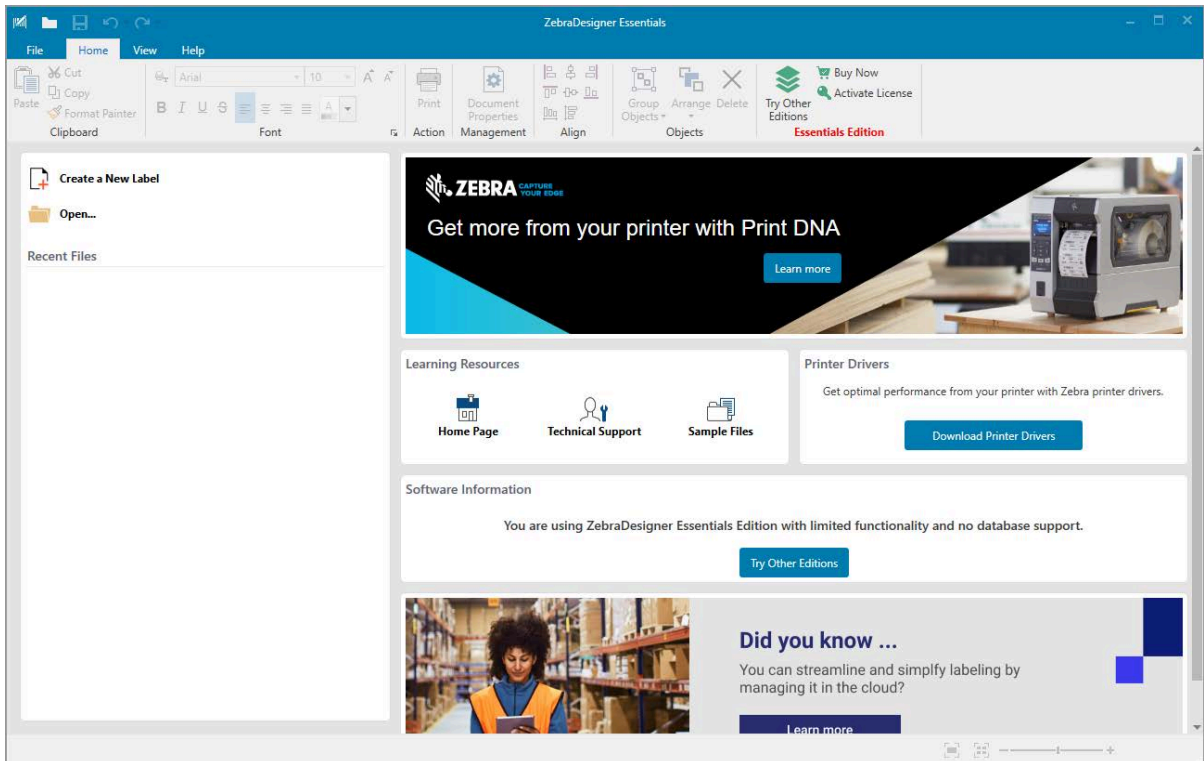 ZebraDesigner Essentials
File Home View Help
Cut
Copy
Format Painter
Paste
Clipboard
Arial 10
B I U S
Font
Print
Action
Document
Properties
Management
Align
Group
Objects
Arrange Delete
Objects
Try Other
Editions
Buy Now
Activate License
Essentials Edition
Create a New Label
Open...
Recent Files
ZEBRA CAPTURE
YOUR EDGE
Get more from your printer with Print DNA
Learn more
Learning Resources
Home Page
Technical Support
Sample Files
Printer Drivers
Get optimal performance from your printer with Zebra printer drivers.
Download Printer Drivers
Software Information
You are using ZebraDesigner Essentials Edition with limited functionality and no database support.
Try Other Editions
Did you know ...
You can streamline and simplfy labeling by
managing it in the cloud?
Learn more